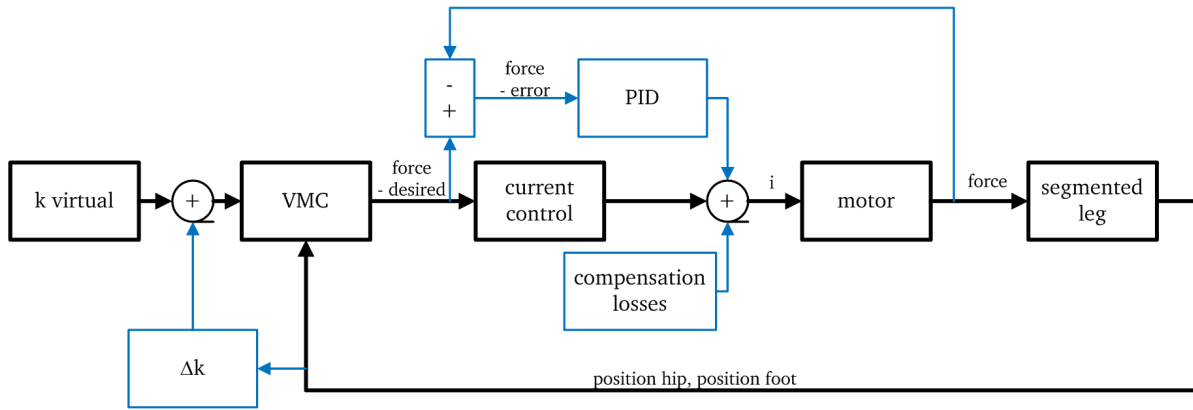 force
- error
-
+
PID
k virtual
+
VMC
force
- desired
current
control
+
i
motor
force
segmented
leg
compensation
losses
Δk
position hip, position foot